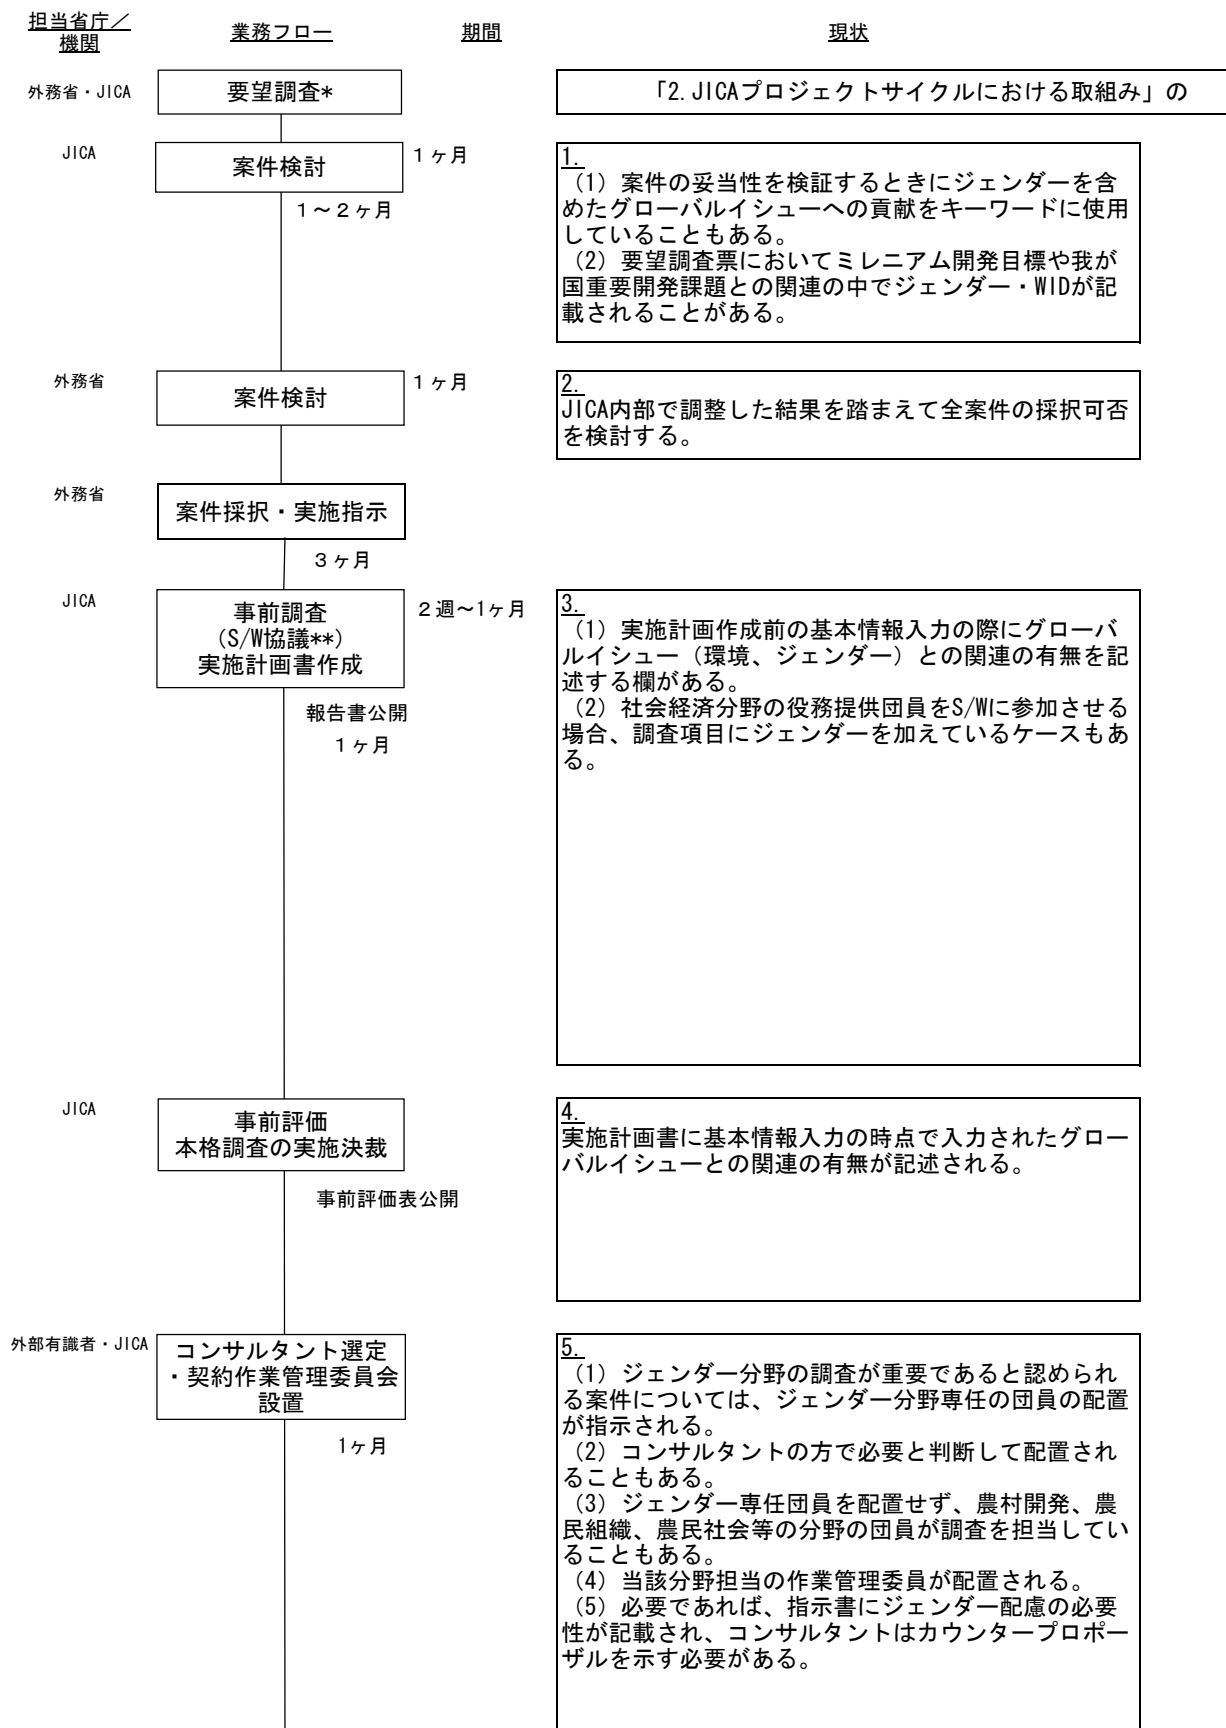 担当省庁／
機関
業務フロー
期間
現状
外務省・JICA
要望調査*
「2.JICAプロジェクトサイクルにおける取組み」の
JICA
案件検討
１ヶ月
１～２ヶ月
1.
（1）案件の妥当性を検証するときにジェンダーを含
めたグローバルイシューへの貢献をキーワードに使用
していることもある。
（2）要望調査票においてミレニアム開発目標や我が
国重要開発課題との関連の中でジェンダー・WIDが記
載されることがある。
外務省
案件検討
１ヶ月
2.
JICA内部で調整した結果を踏まえて全案件の採択可否
を検討する。
外務省
案件採択・実施指示
３ヶ月
JICA
事前調査
（S/W協議**）
実施計画書作成
２週～1ヶ月
報告書公開
１ヶ月
3.
（1）実施計画作成前の基本情報入力の際にグローバ
ルイシュー（環境、ジェンダー）との関連の有無を記
述する欄がある。
（2）社会経済分野の役務提供団員をS/Wに参加させる
場合、調査項目にジェンダーを加えているケースもあ
る。
JICA
事前評価
本格調査の実施決裁
事前評価表公開
4.
実施計画書に基本情報入力の時点で入力されたグロー
バルイシューとの関連の有無が記述される。
外部有識者・JICA
コンサルタント選定
・契約作業管理委員会
設置
1ヶ月
5.
（1）ジェンダー分野の調査が重要であると認められ
る案件については、ジェンダー分野専任の団員の配置
が指示される。
（2）コンサルタントの方で必要と判断して配置され
ることもある。
（3）ジェンダー専任団員を配置せず、農村開発、農
民組織、農民社会等の分野の団員が調査を担当してい
ることもある。
（4）当該分野担当の作業管理委員が配置される。
（5）必要であれば、指示書にジェンダー配慮の必要
性が記載され、コンサルタントはカウンタープロポー
ザルを示す必要がある。